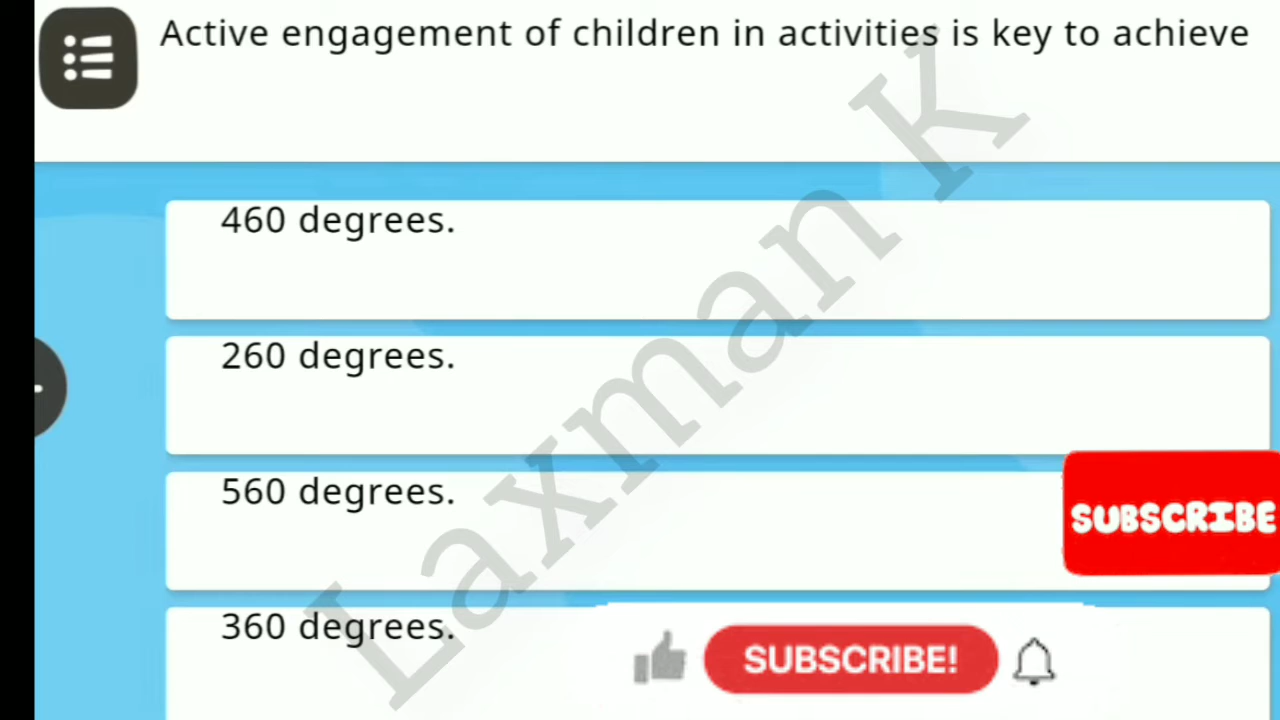 Active engagement of children in activities is key to achieve
460 degrees.
260 degrees.
560 degrees.
SUBSCRIBE
360 degrees.
SUBSCRIBE!
Laxman K